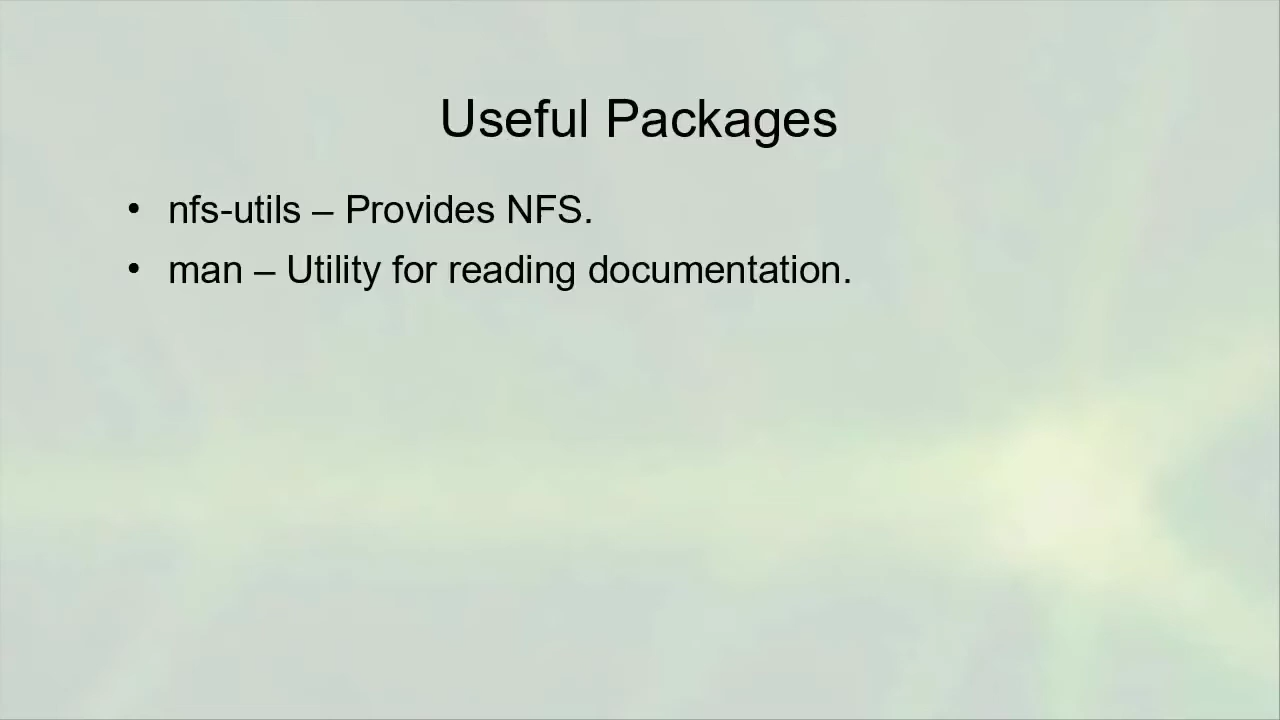 Useful Packages
• nfs-utils – Provides NFS.
• man – Utility for reading documentation.